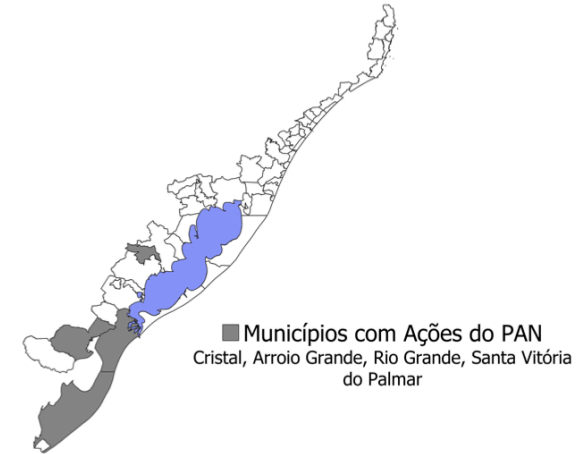 Municípios com Ações do PAN
Cristal, Arroio Grande, Rio Grande, Santa Vitória
do Palmar